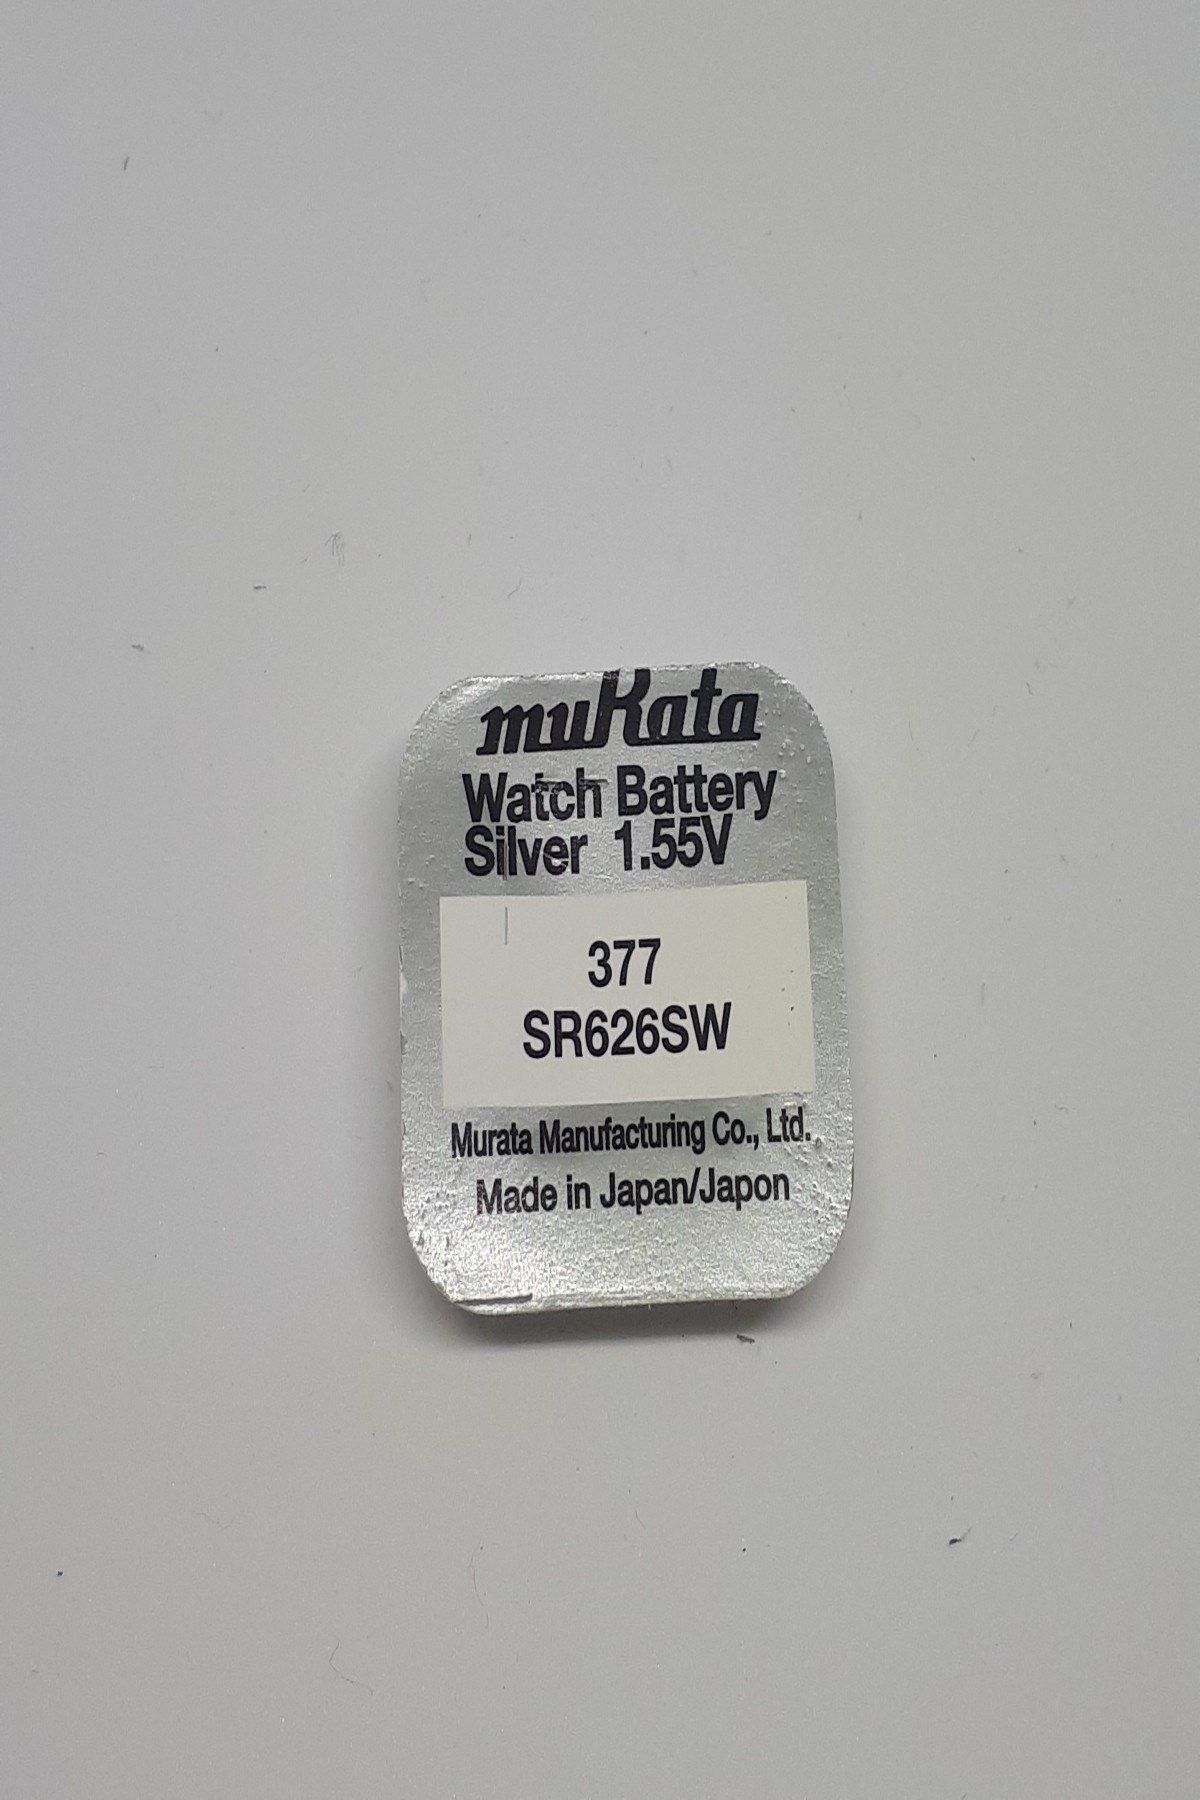 muRata
Watch Battery
Silver 1.55V
377
SR626SW
Murata Manufacturing Co., Ltd.
Made in Japan/Japon